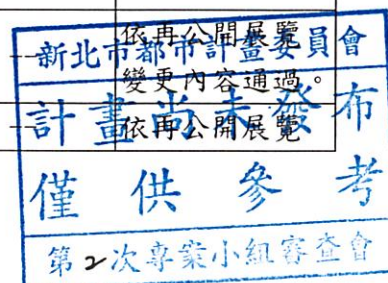 依再公開展覽
新北市都市計畫委員會
變更內容通過。
計畫尚未發布
依再公開展覽
僅供參考
第2次專案小組審查會